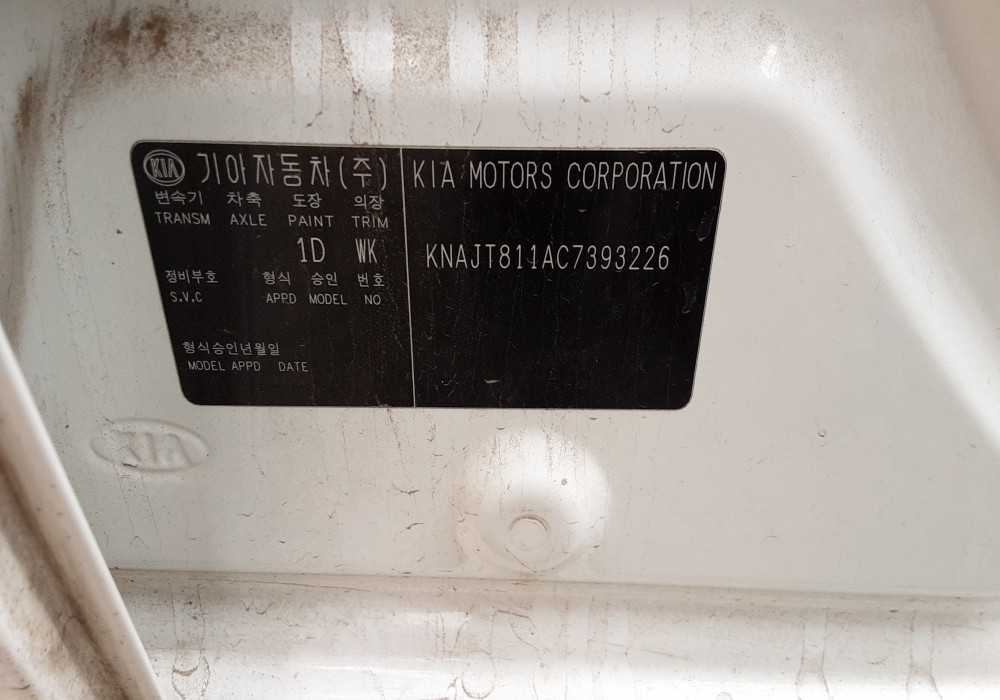 KIA 기아자동차(주)
변속기 차축 도장 의장
TRANSM AXLE PAINT TRIM
1D WK
정비부호 형식 승인 번호
S.V.C APPD MODEL NO
형식승인년월일
MODEL APPD DATE
KIA MOTORS CORPORATION
KNAJT811AC7393226
KIA